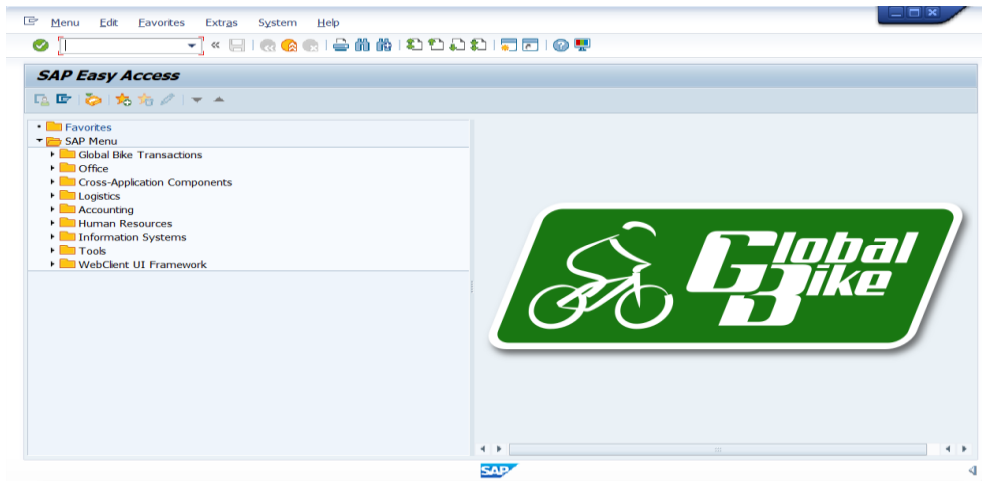 Menu Edit Favorites Extras System Help
SAP Easy Access
Favorites
SAP Menu
Global Bike Transactions
Office
Cross-Application Components
Logistics
Accounting
Human Resources
Information Systems
Tools
WebClient UI Framework
Global
Bike
SAP